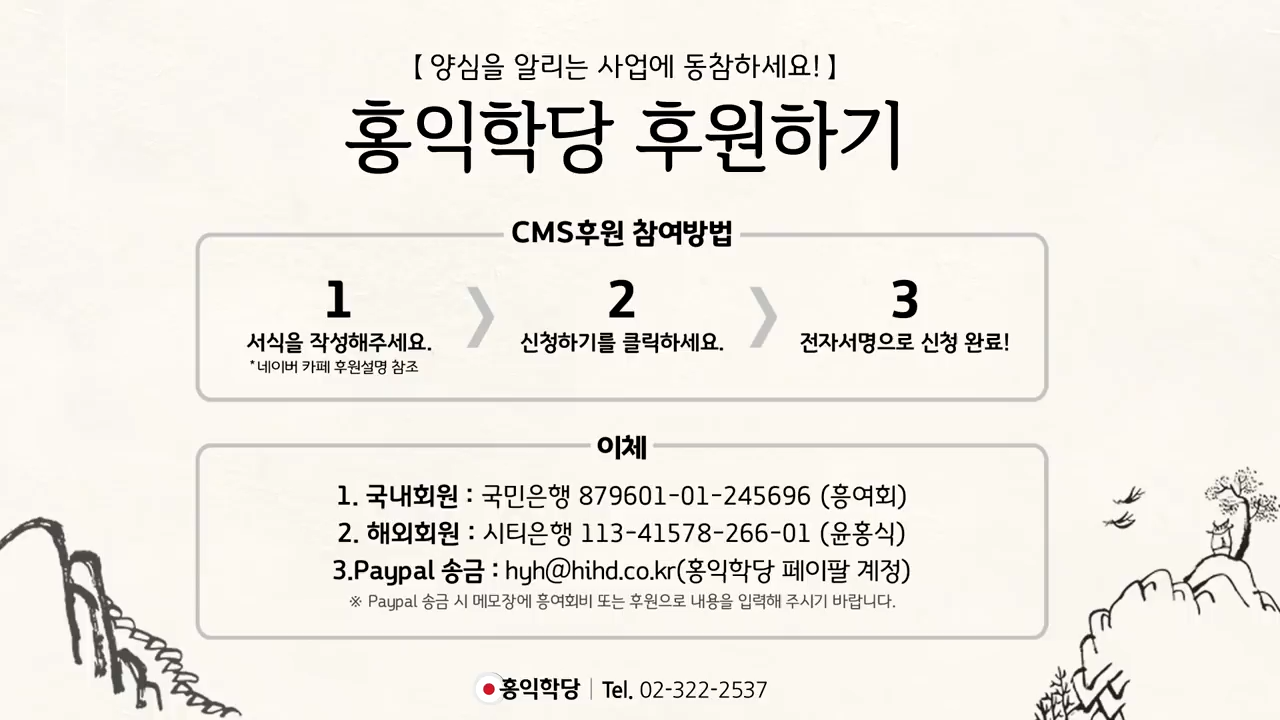 【 양심을 알리는 사업에 동참하세요! 】
홍익학당 후원하기
CMS후원 참여방법
1
서식을 작성해주세요.
*네이버 카페 후원설명 참조
2
신청하기를 클릭하세요.
3
전자서명으로 신청 완료!
이체
1. 국내회원 : 국민은행 879601-01-245696 (흥여회)
2. 해외회원 : 시티은행 113-41578-266-01 (윤홍식)
3.Paypal 송금 : hyh@hihd.co.kr(홍익학당 페이팔 계정)
※ Paypal 송금 시 메모장에 흥여회비 또는 후원으로 내용을 입력해 주시기 바랍니다.
홍익학당 | Tel. 02-322-2537